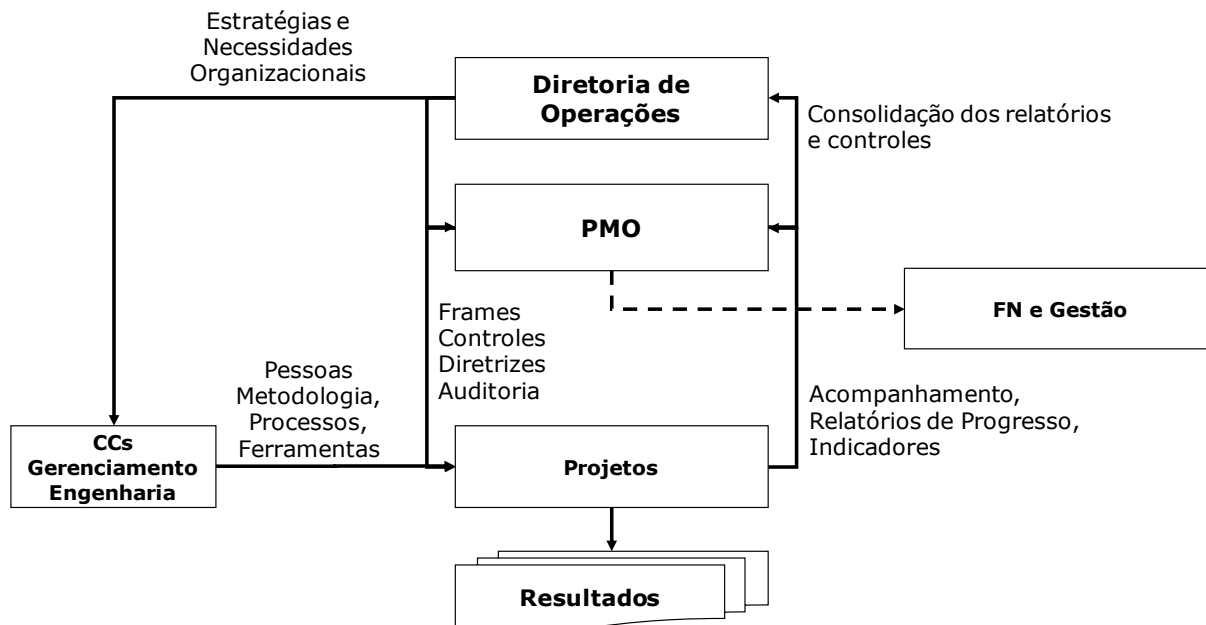 Estratégias e
Necessidades
Organizacionais
Diretoria de
Operações
Consolidação dos relatórios
e controles
PMO
FN e Gestão
Frames
Controles
Diretrizes
Auditoria
Pessoas
Metodologia,
Processos,
Ferramentas
Acompanhamento,
Relatórios de Progresso,
Indicadores
CCs
Gerenciamento
Engenharia
Projetos
Resultados